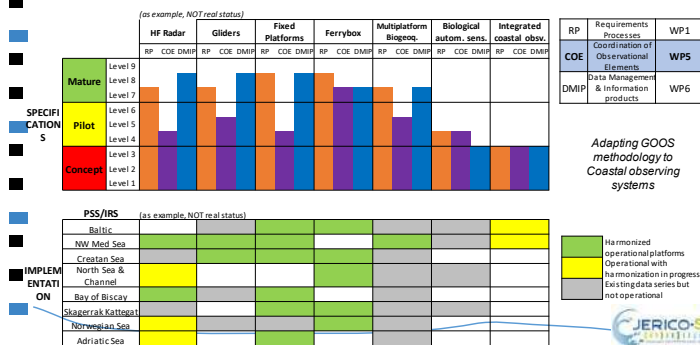 (as example, NOT real status)
HF Radar
Gliders
Fixed
Platforms
Ferrybox
Multiplatform
Biogeoq.
Biological
autom. sens.
Integrated
coastal obsv.
RP COE DMIP RP COE DMIP RP COE DMIP RP COE DMIP RP COE DMIP RP COE DMIP RP COE DMIP
SPECIFI
CATION
S
Mature
Level 9
Level 8
Level 7
Pilot
Level 6
Level 5
Level 4
Concept
Level 3
Level 2
Level 1
RP
Requirements
Processes
WP1
COE
Coordination of
Observational
Elements
WP5
DMIP
Data Management
& Information
products
WP6
Adapting GOOS
methodology to
Coastal observing
systems
PSS/IRS
(as example, NOT real status)
IMPLEM
ENTATI
ON
Baltic
NW Med Sea
Creatan Sea
North Sea &
Channel
Bay of Biscay
Skagerrak Kattegat
Norwegian Sea
Adriatic Sea
Harmonized
operational platforms
Operational with
harmonization in progress
Existing data series but
not operational
JERICO-